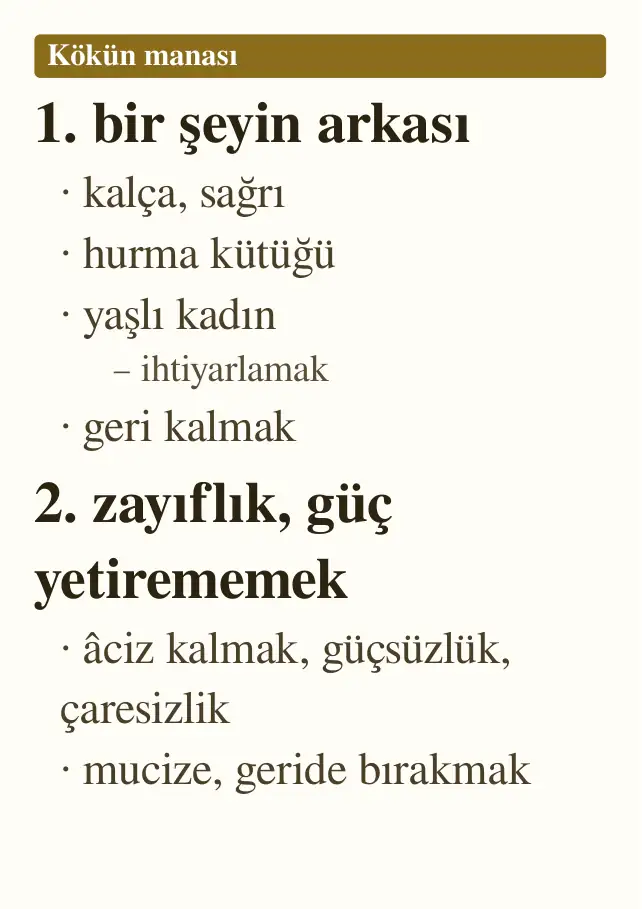 Kökün manası
1. bir şeyin arkası
· kalça, sağrı
· hurma kütüğü
· yaşlı kadın
– ihtiyarlamak
· geri kalmak
2. zayıflık, güç
yetirememek
· âciz kalmak, güçsüzlük,
çaresizlik
· mucize, geride bırakmak